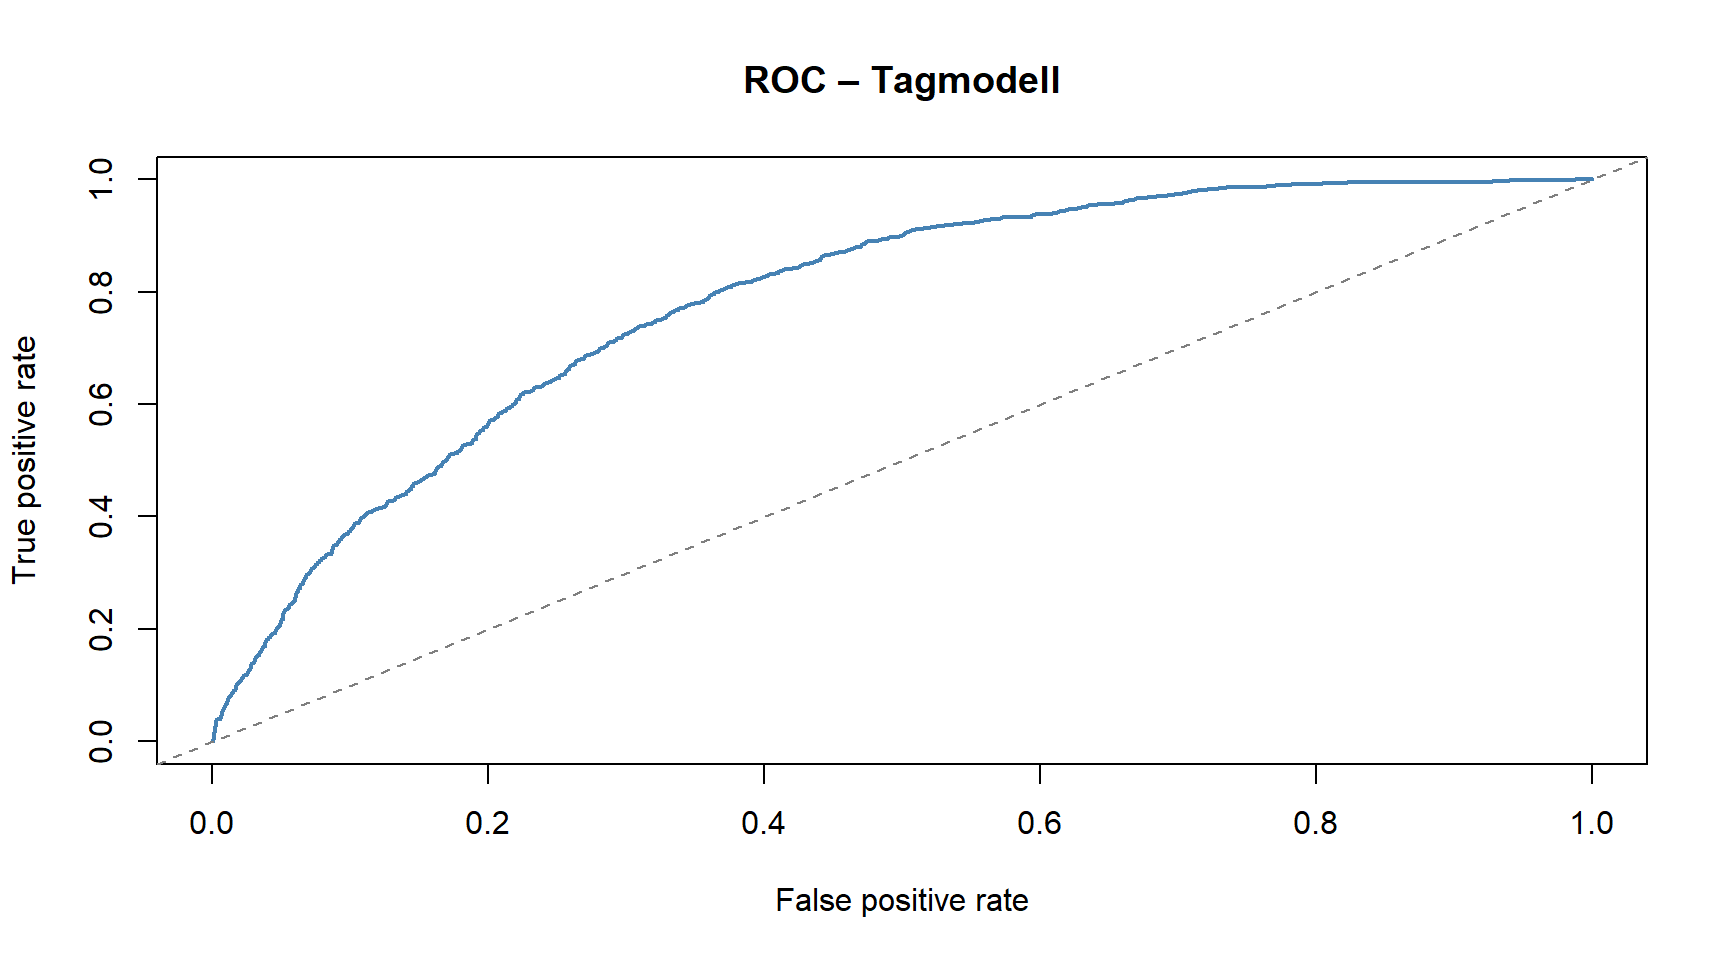 ROC – Tagmodell
True positive rate
1.0
0.8
0.6
0.4
0.2
0.0
0.0 0.2 0.4 0.6 0.8 1.0
False positive rate